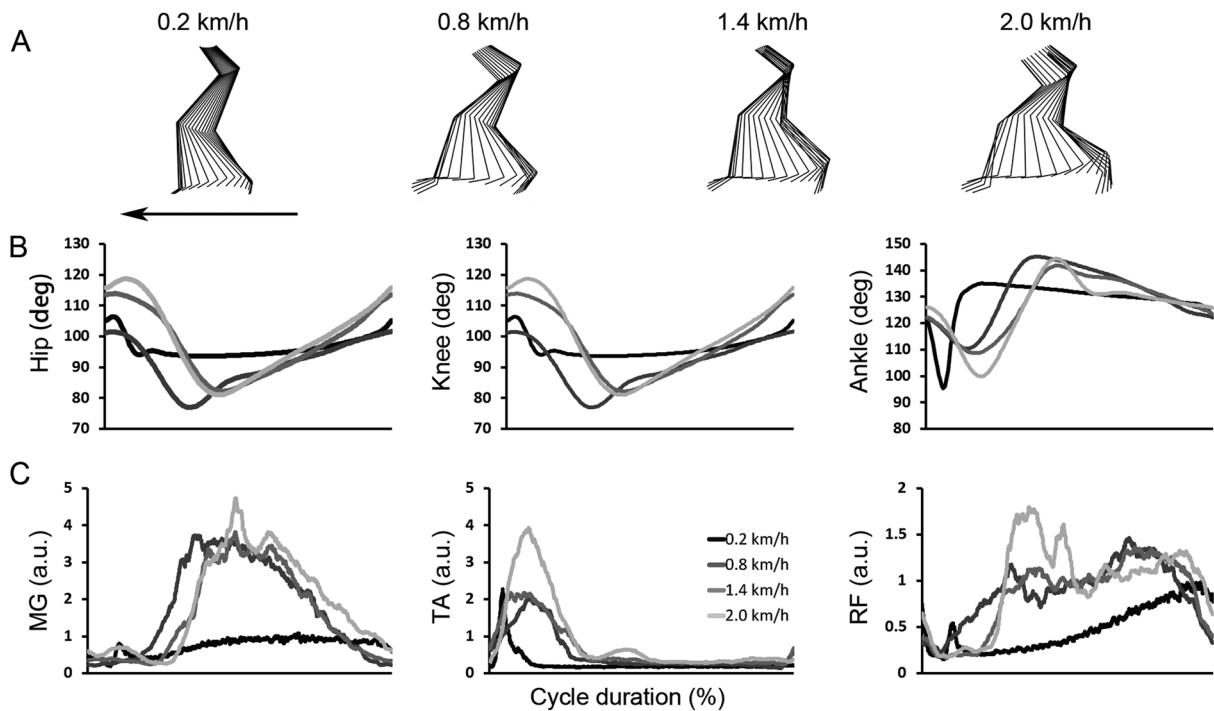 A
0.2 km/h
0.8 km/h
1.4 km/h
2.0 km/h
B
Hip (deg)
130
120
110
100
90
80
70
Knee (deg)
130
120
110
100
90
80
70
Ankle (deg)
150
140
130
120
110
100
90
80
C
MG (a.u.)
5
4
3
2
1
0
TA (a.u.)
5
4
3
2
1
0
0.2 km/h
0.8 km/h
1.4 km/h
2.0 km/h
RF (a.u.)
2
1.5
1
0.5
0
Cycle duration (%)